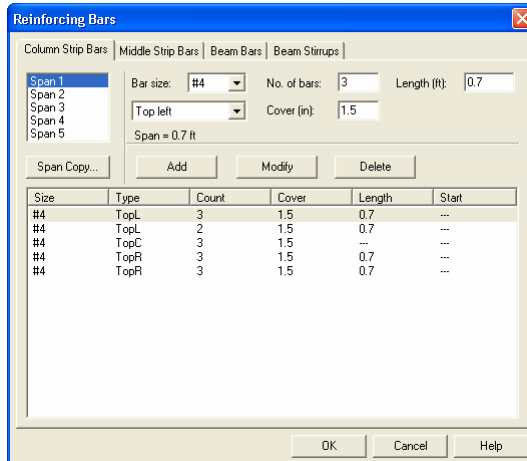 Reinforcing Bars
Column Strip Bars Middle Strip Bars Beam Bars Beam Stirrups
Span 1
Span 2
Span 3
Span 4
Span 5
Bar size: #4 No. of bars: 3 Length (ft): 0.7
Top left Cover (in): 1.5
Span = 0.7 ft
Span Copy... Add Modify Delete
Size Type Count Cover Length Start
#4 TopL 3 1.5 0.7 ---
#4 TopL 2 1.5 0.7 ---
#4 TopC 3 1.5 --- ---
#4 TopR 3 1.5 0.7 ---
#4 TopR 3 1.5 0.7 ---
OK Cancel Help